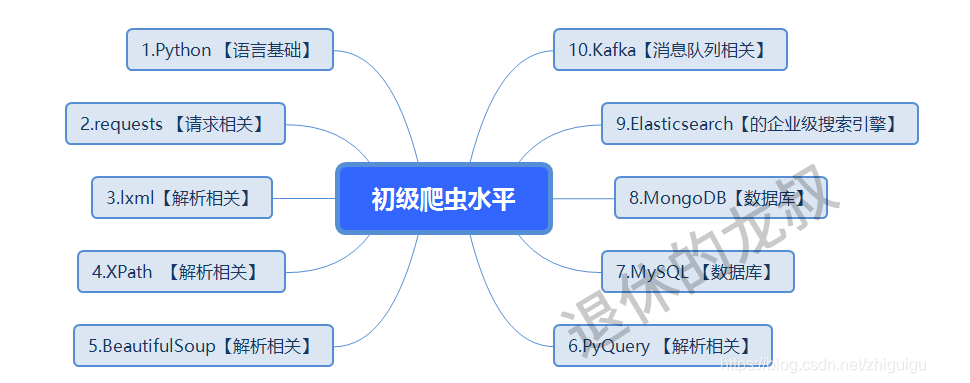 1.Python 【语言基础】
2.requests 【请求相关】
3.lxml【解析相关】
4.XPath 【解析相关】
5.BeautifulSoup【解析相关】
初级爬虫水平
10.Kafka【消息队列相关】
9.Elasticsearch【的企业级搜索引擎】
8.MongoDB【数据库】
7.MySQL 【数据库】
6.PyQuery 【解析相关】
退休的龙叔
https://blog.csdn.net/zhiguigu